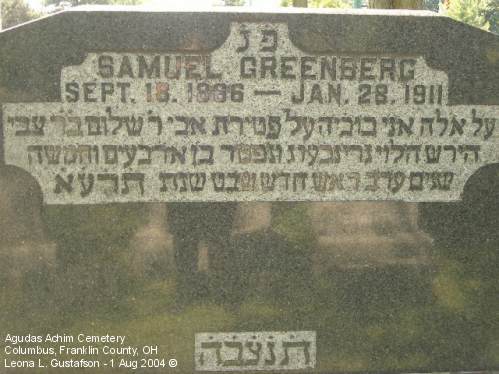 פנ
SAMUEL GREENBERG
SEPT. 18. 1866 — JAN. 28. 1911
על אלה אני בוכיה על פטירת אבי ר' שלום בר צבי
הירש הלוי גרינבערג ונפטר בן ארבעים וחמשה
שנים ערב ראש חדש שבט שנת תרעא
תנצבה
Agudas Achim Cemetery
Columbus, Franklin County, OH
Leona L. Gustafson - 1 Aug 2004 ©